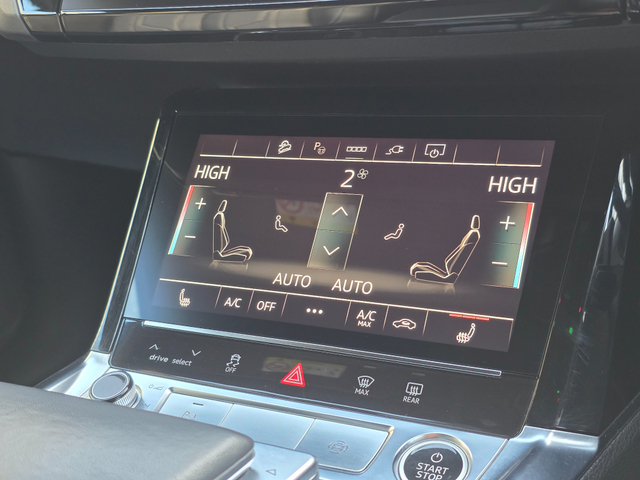 P
HIGH
2
HIGH
+
+
−
−
AUTO AUTO
A/C OFF ... A/C MAX
drive select
OFF
MAX
REAR
START
STOP